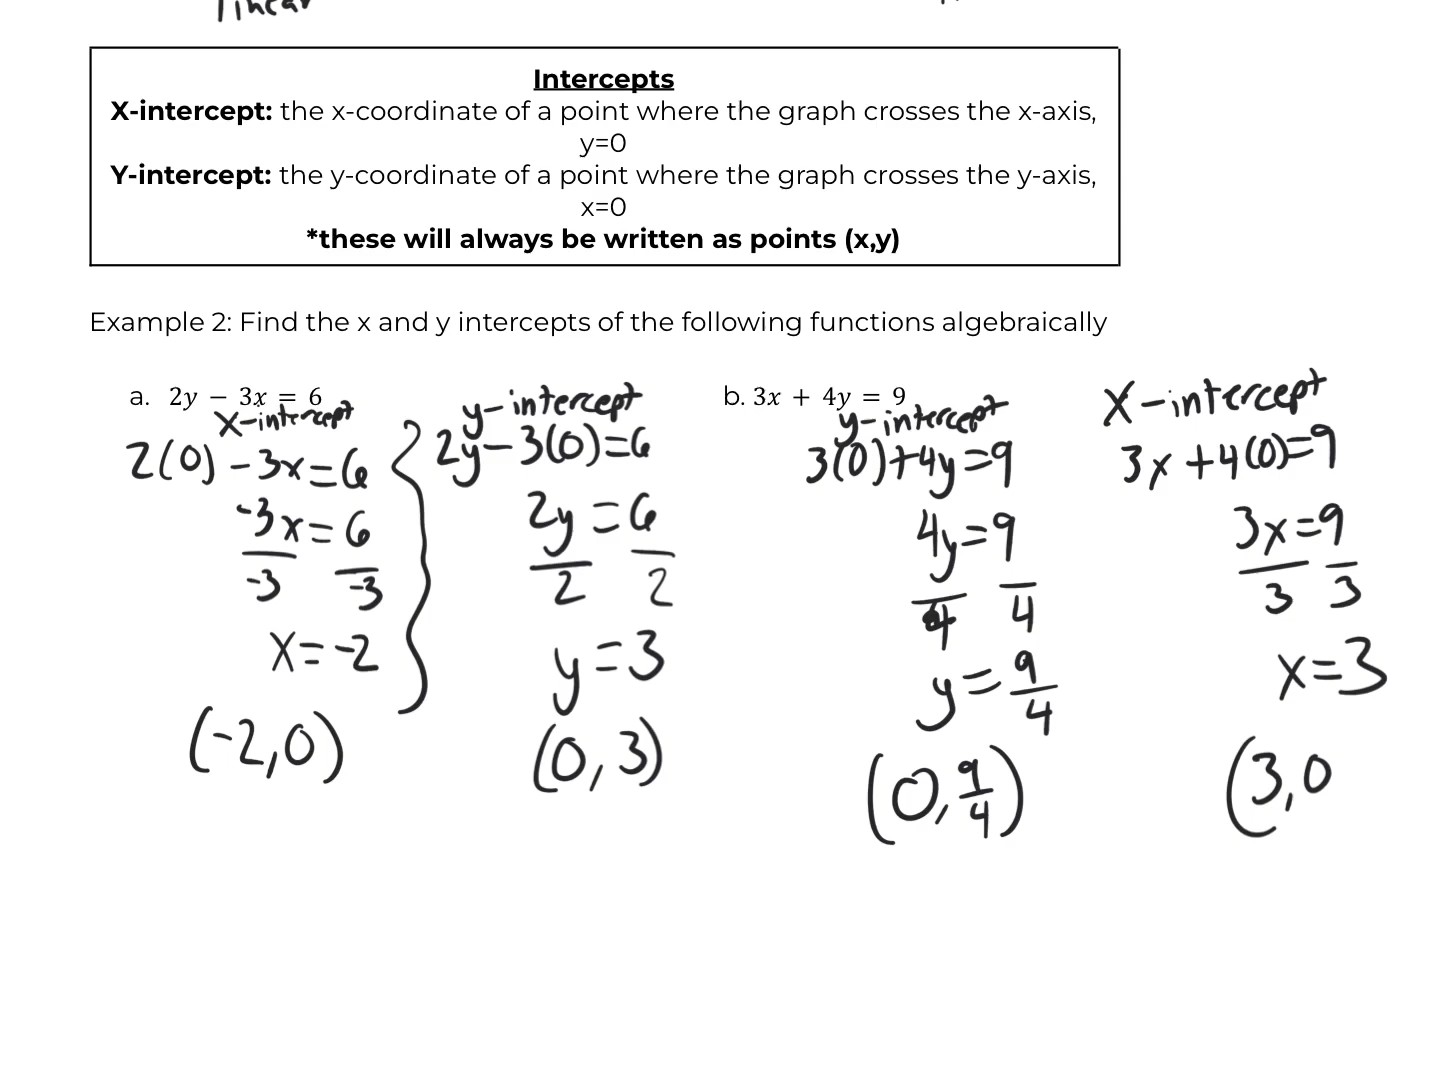 linear
Intercepts
X-intercept: the x-coordinate of a point where the graph crosses the x-axis,
y=0
Y-intercept: the y-coordinate of a point where the graph crosses the y-axis,
x=0
*these will always be written as points (x,y)
Example 2: Find the x and y intercepts of the following functions algebraically
a. 2y − 3x = 6
x-intercept
2(0) -3x=6
-3x=6
-3 -3
x=-2
(-2,0)
y-intercept
2y-3(0)=6
2y=6
2 2
y=3
(0,3)
b. 3x + 4y = 9
y-intercept
3(0)+4y=9
4y=9
4 4
y=9/4
(0,9/4)
X-intercept
3x+4(0)=9
3x=9
3 3
x=3
(3,0